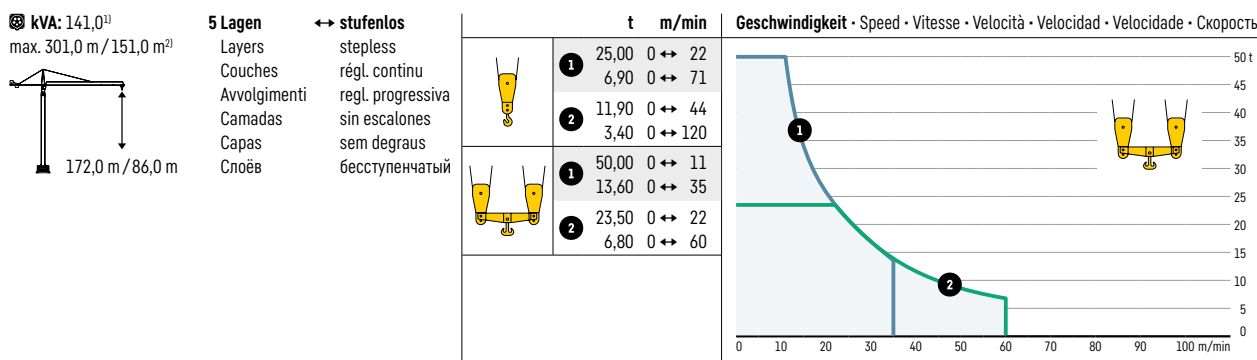 kVA: 141,0¹⁾
max. 301,0 m / 151,0 m²⁾
172,0 m / 86,0 m
5 Lagen ↔ stufenlos
Layers stepless
Couches régl. continu
Avvolgimenti regl. progressiva
Camadas sin escalones
Capas sem degraus
Слоёв бесступенчатый
t m/min
1 25,00 0 ↔ 22
6,90 0 ↔ 71
2 11,90 0 ↔ 44
3,40 0 ↔ 120
1 50,00 0 ↔ 11
13,60 0 ↔ 35
2 23,50 0 ↔ 22
6,80 0 ↔ 60
Geschwindigkeit · Speed · Vitesse · Velocità · Velocidad · Velocidade · Скорость
50 t
45
40
35
30
25
20
15
10
5
0
1
2
0 10 20 30 40 50 60 70 80 90 100 m/min